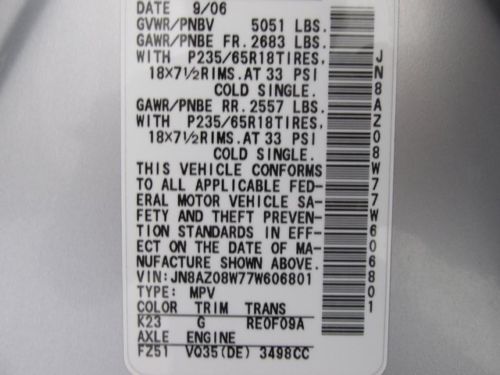 DATE 9/06
GVWR/PNBV 5051 LBS.
GAWR/PNBE FR. 2683 LBS.
WITH P235/65R18TIRES,
18X7½RIMS. AT 33 PSI
COLD SINGLE.
GAWR/PNBE RR. 2557 LBS.
WITH P235/65R18TIRES,
18X7½RIMS. AT 33 PSI
COLD SINGLE.
THIS VEHICLE CONFORMS
TO ALL APPLICABLE FED-
ERAL MOTOR VEHICLE SA-
FETY AND THEFT PREVEN-
TION STANDARDS IN EFF-
ECT ON THE DATE OF MA-
NUFACTURE SHOWN ABOVE.
VIN: JN8AZ08W77W606801
TYPE: MPV
COLOR TRIM TRANS
K23 G RE0F09A
AXLE ENGINE
FZ51 VQ35(DE) 3498CC
JN8AZ08W77W606801